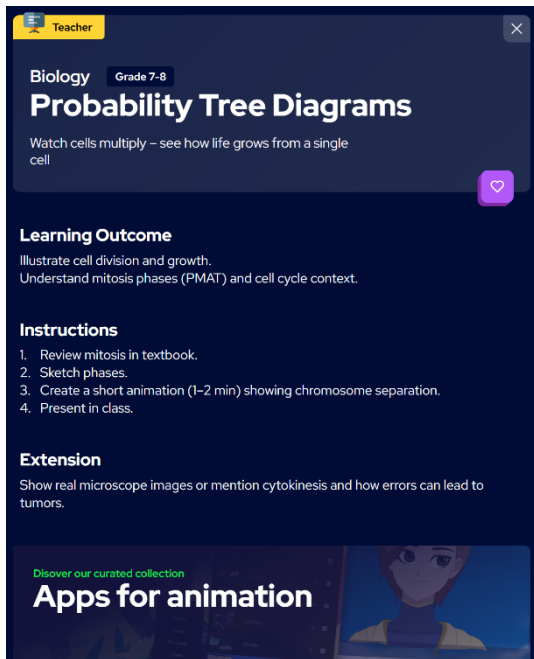 Teacher
Biology Grade 7-8
Probability Tree Diagrams
Watch cells multiply – see how life grows from a single
cell
Learning Outcome
Illustrate cell division and growth.
Understand mitosis phases (PMAT) and cell cycle context.
Instructions
1. Review mitosis in textbook.
2. Sketch phases.
3. Create a short animation (1–2 min) showing chromosome separation.
4. Present in class.
Extension
Show real microscope images or mention cytokinesis and how errors can lead to
tumors.
Disover our curated collection
Apps for animation